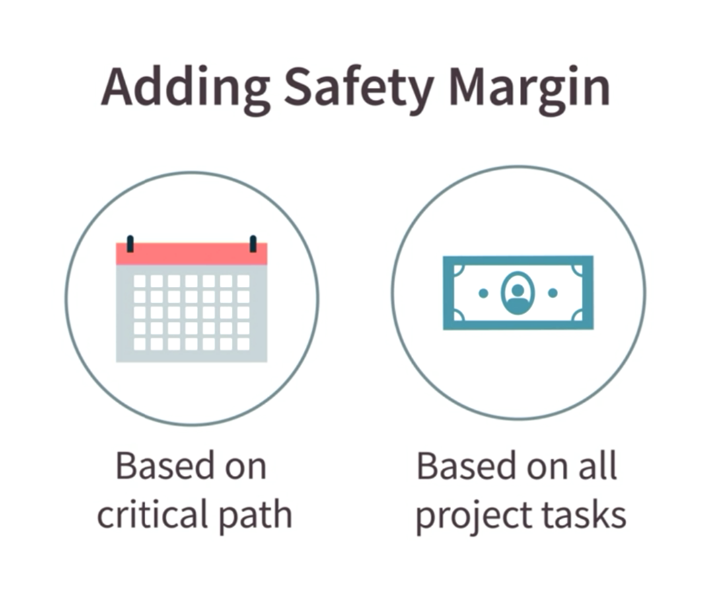 Adding Safety Margin
Based on
critical path
Based on all
project tasks